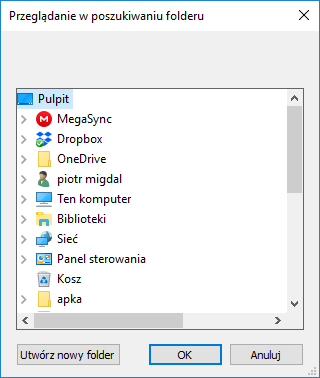 Przeglądanie w poszukiwaniu folderu
Pulpit
MegaSync
Dropbox
OneDrive
piotr migdal
Ten komputer
Biblioteki
Sieć
Panel sterowania
Kosz
apka
Utwórz nowy folder
OK
Anuluj